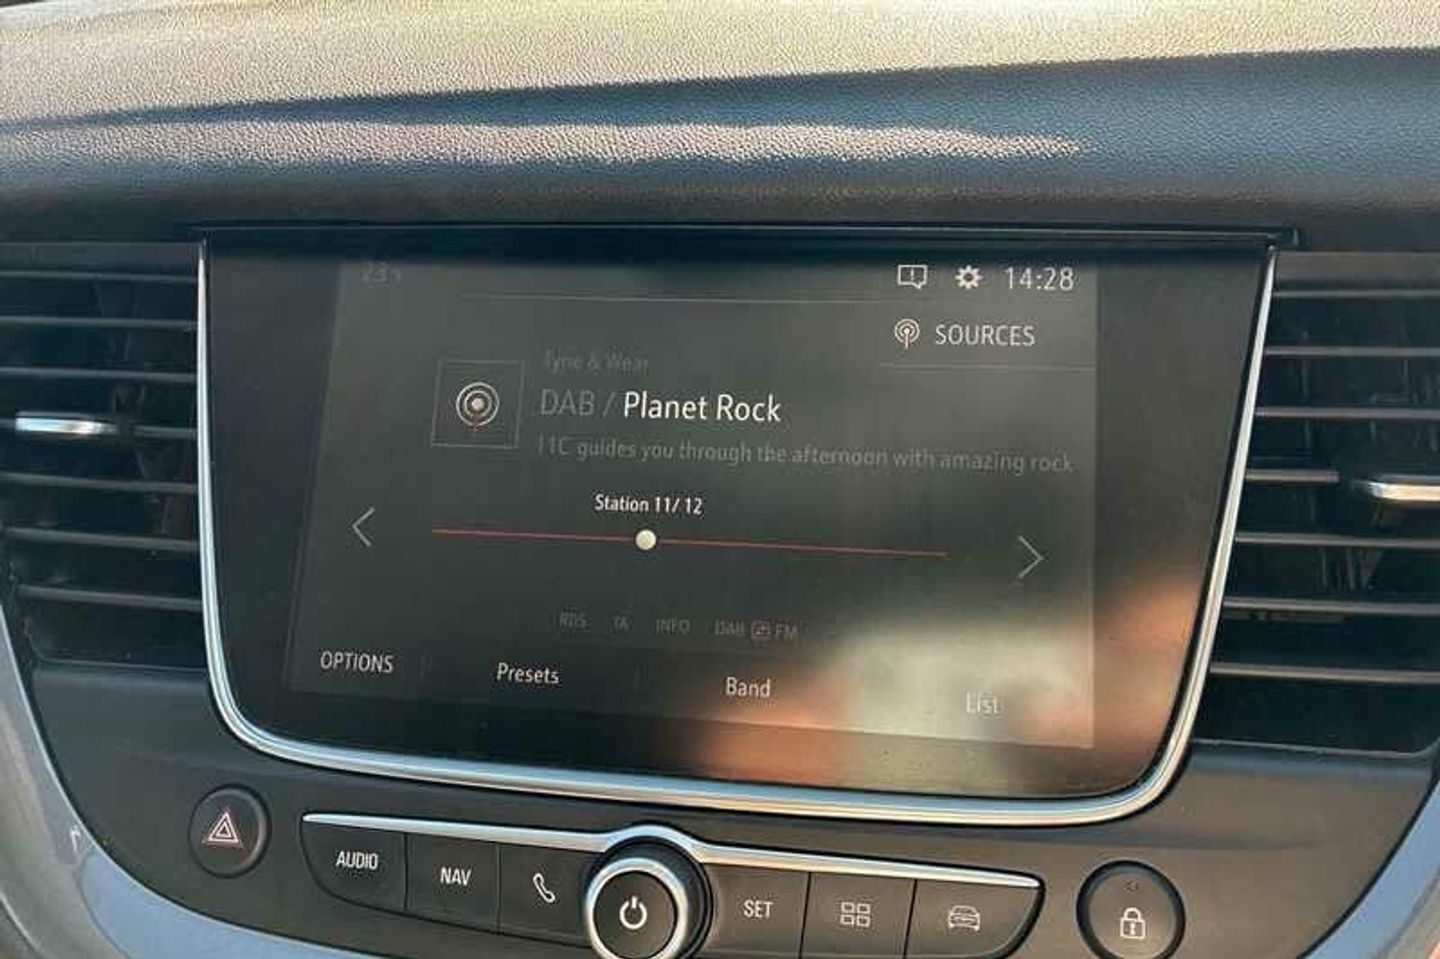 14:28
SOURCES
Tyne & Wear
DAB / Planet Rock
guides you through the afternoon with amazing rock
Station 11/12
RDS TA INFO DAB FM
OPTIONS Presets Band List
AUDIO NAV SET